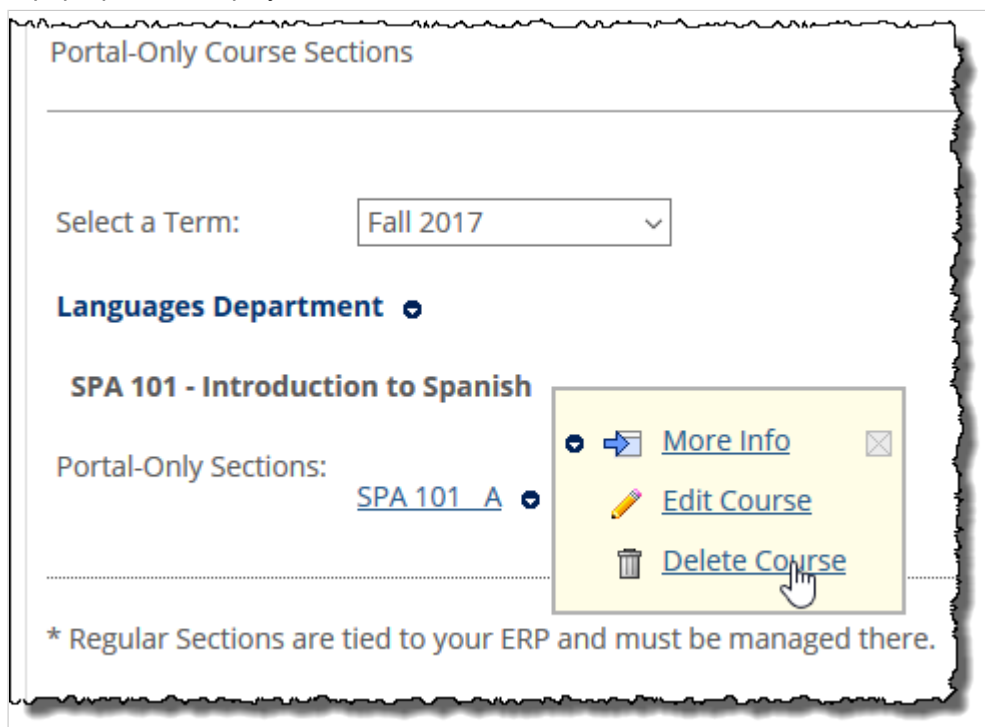 Portal-Only Course Sections
Select a Term: Fall 2017
Languages Department
SPA 101 - Introduction to Spanish
More Info
Portal-Only Sections:
SPA 101 A
Edit Course
Delete Course
* Regular Sections are tied to your ERP and must be managed there.